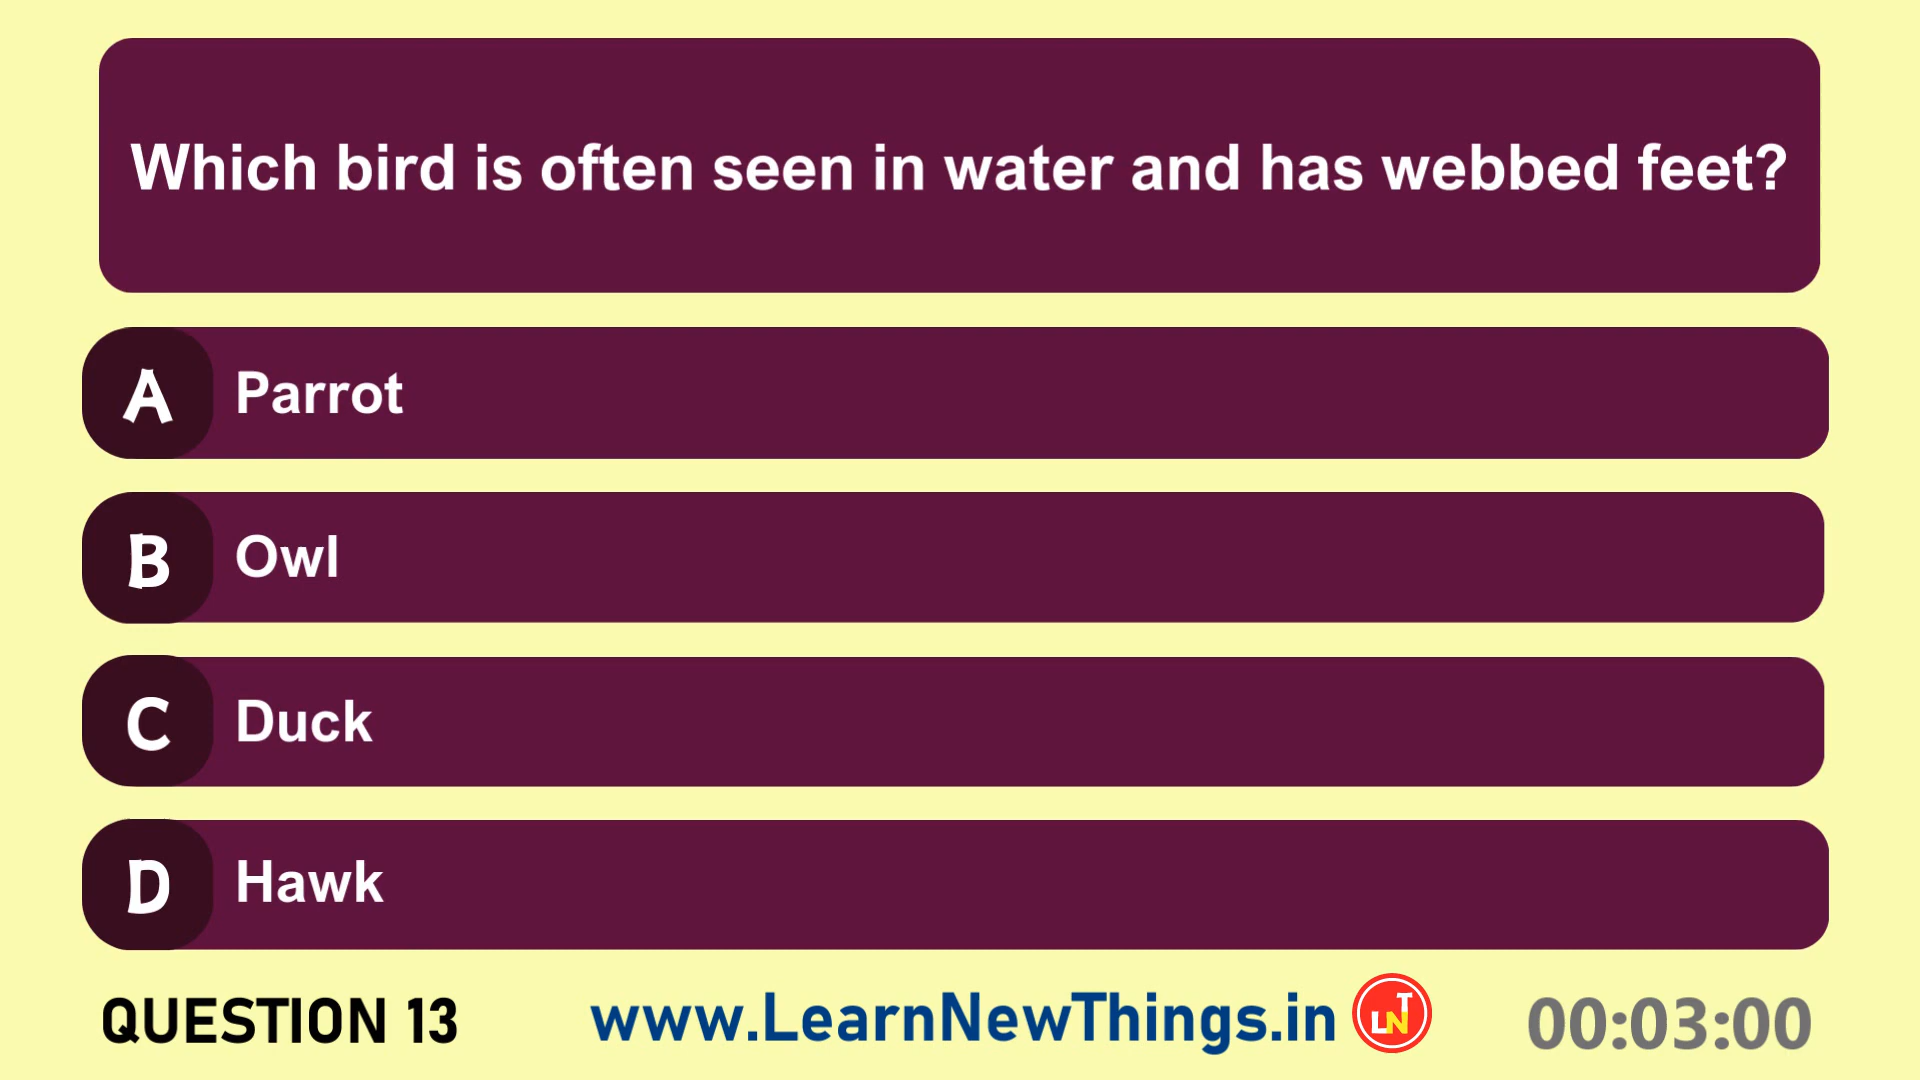 Which bird is often seen in water and has webbed feet?
A Parrot
B Owl
C Duck
D Hawk
QUESTION 13 www.LearnNewThings.in LNT 00:03:00